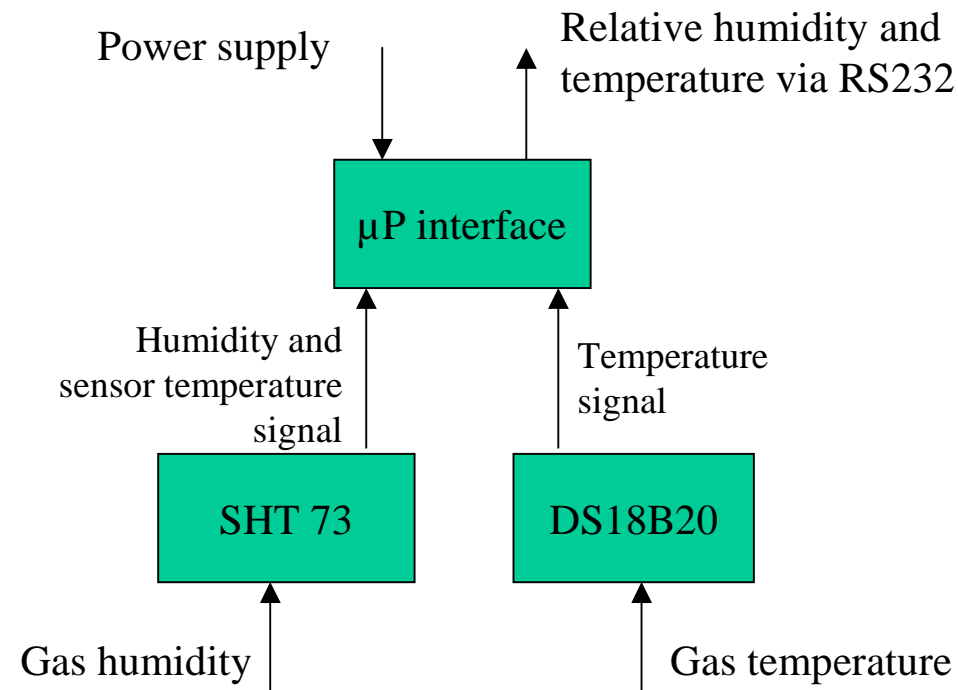 Power supply
Relative humidity and
temperature via RS232
µP interface
Humidity and
sensor temperature
signal
Temperature
signal
SHT 73
DS18B20
Gas humidity
Gas temperature